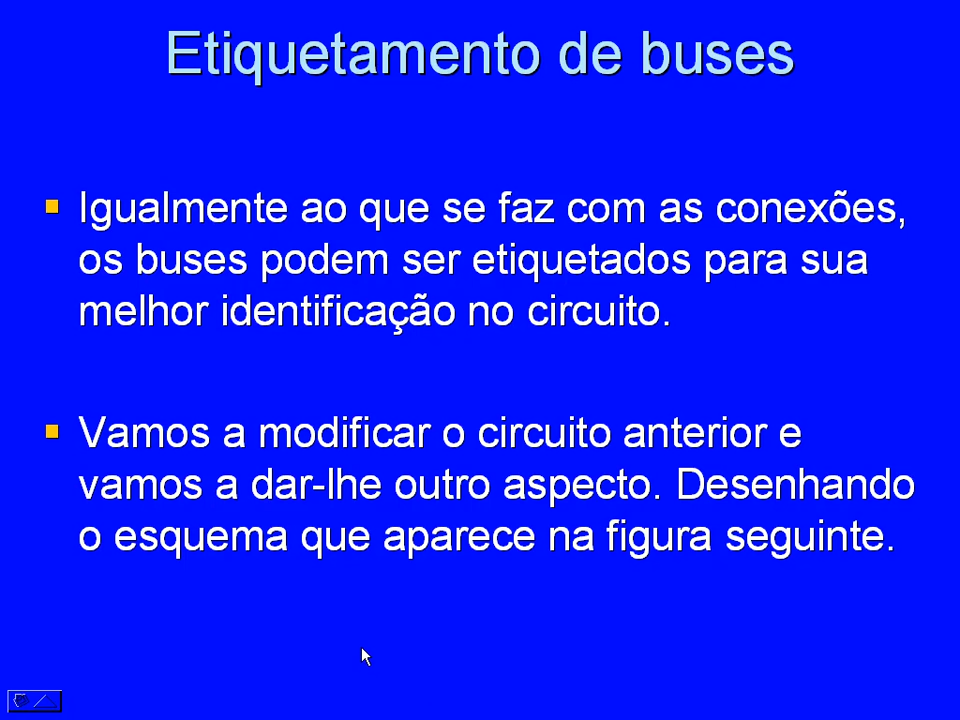 Etiquetamento de buses
Igualmente ao que se faz com as conexões,
os buses podem ser etiquetados para sua
melhor identificação no circuito.
Vamos a modificar o circuito anterior e
vamos a dar-lhe outro aspecto. Desenhando
o esquema que aparece na figura seguinte.